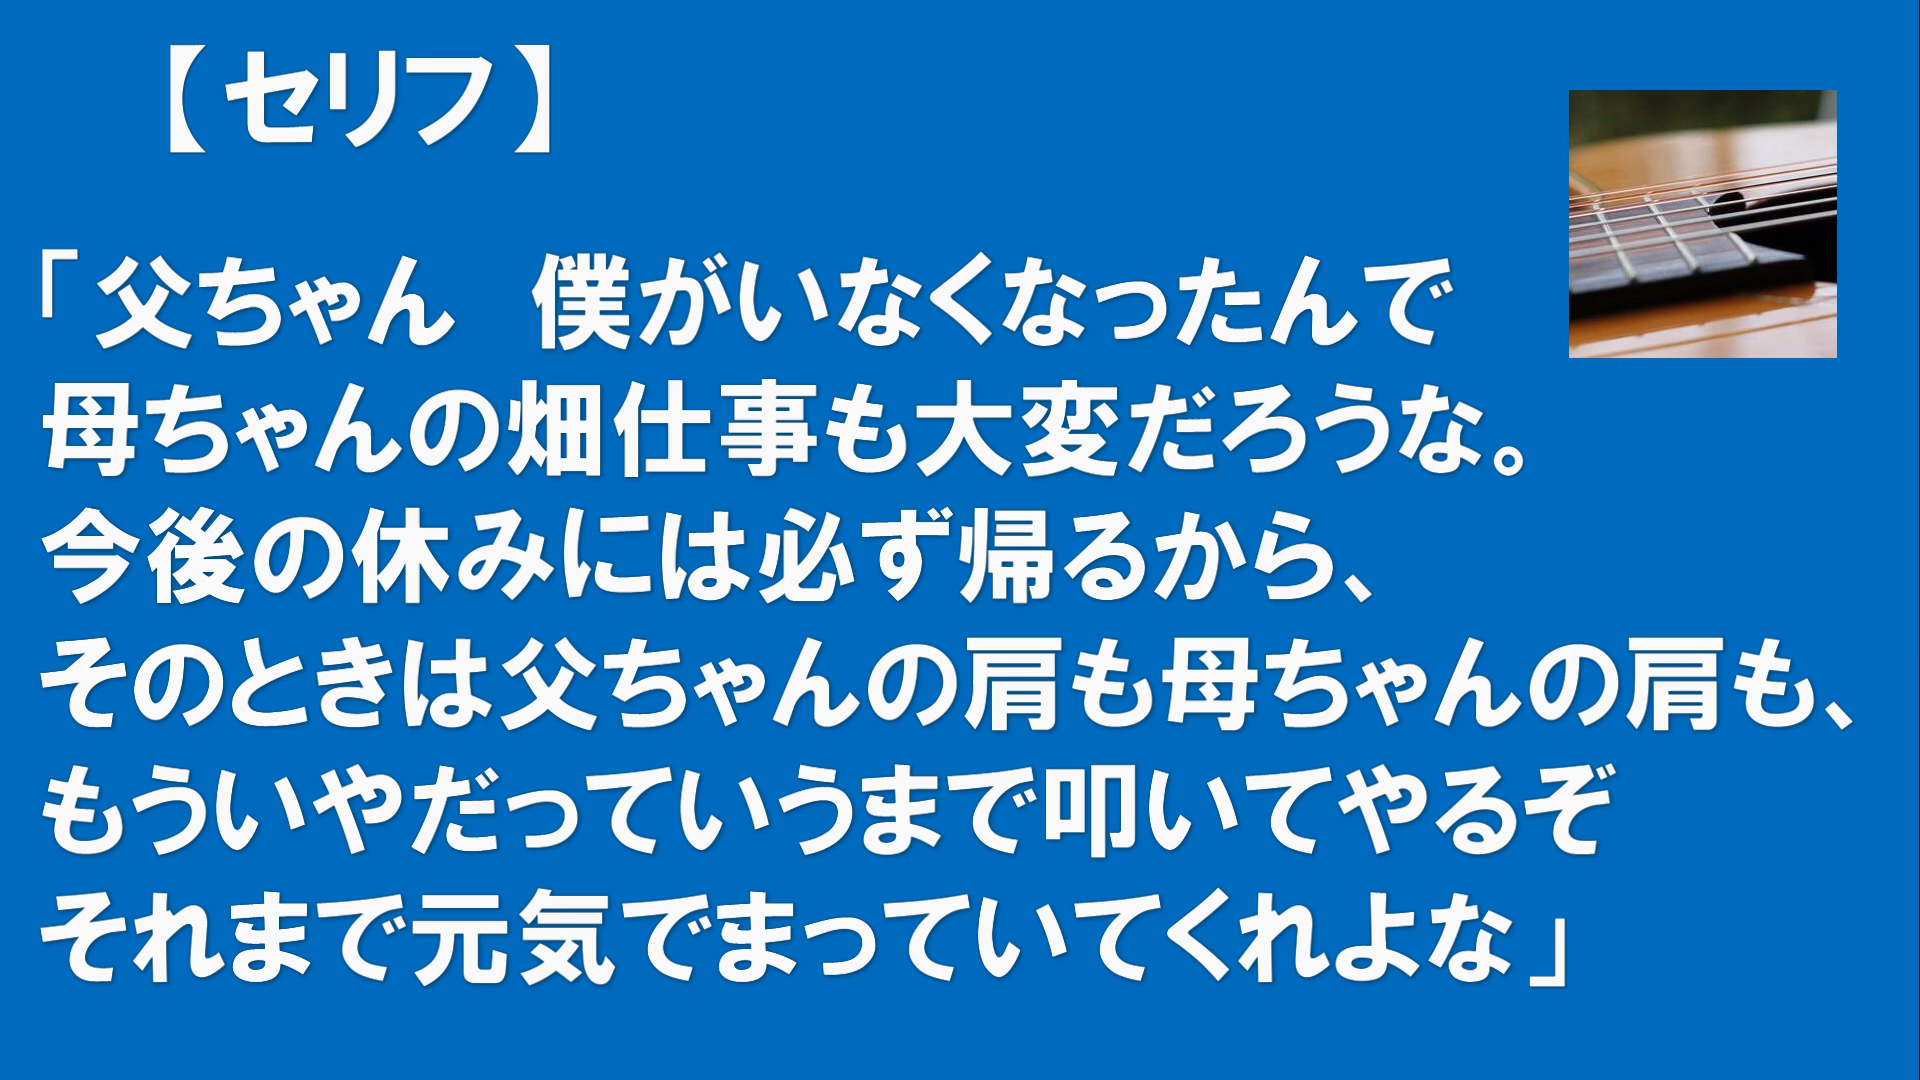 【セリフ】
「父ちゃん　僕がいなくなったんで
母ちゃんの畑仕事も大変だろうな。
今後の休みには必ず帰るから、
そのときは父ちゃんの肩も母ちゃんの肩も、
もういやだっていうまで叩いてやるぞ
それまで元気でまっていてくれよな」